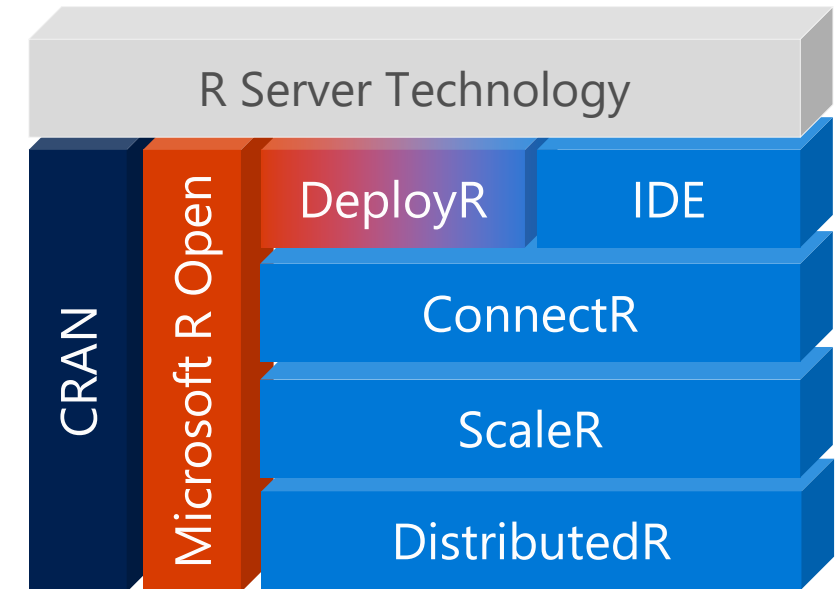 R Server Technology
CRAN
Microsoft R Open
DeployR
IDE
ConnectR
ScaleR
DistributedR